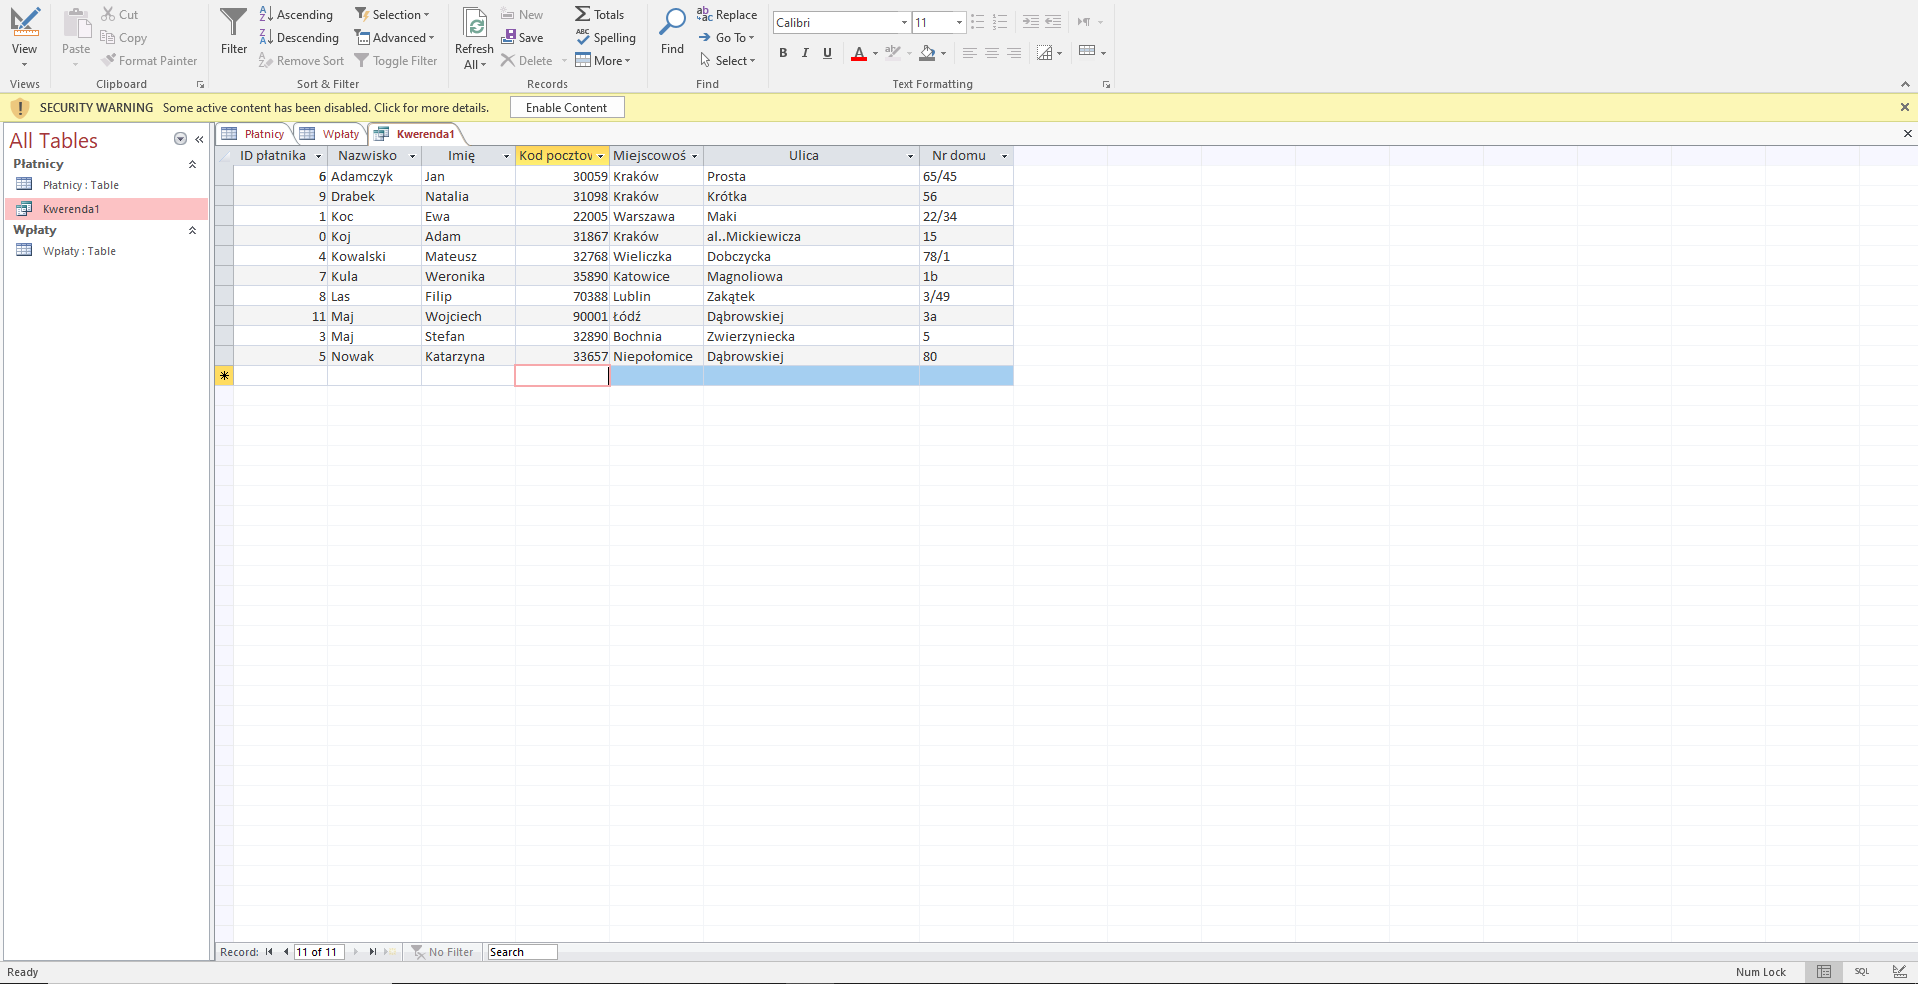 View
Views
Paste
Cut
Copy
Format Painter
Clipboard
Filter
Ascending
Descending
Remove Sort
Selection
Advanced
Toggle Filter
Sort & Filter
Refresh
All
New
Save
Delete
Totals
Spelling
More
Records
Find
Replace
Go To
Select
Find
Calibri
11
B I U A
Text Formatting
SECURITY WARNING Some active content has been disabled. Click for more details. Enable Content
All Tables
Płatnicy
Płatnicy : Table
Kwerenda1
Wpłaty
Wpłaty : Table
Płatnicy Wpłaty Kwerenda1
ID płatnika Nazwisko Imię Kod pocztow Miejscowoś Ulica Nr domu
6 Adamczyk Jan 30059 Kraków Prosta 65/45
9 Drabek Natalia 31098 Kraków Krótka 56
1 Koc Ewa 22005 Warszawa Maki 22/34
0 Koj Adam 31867 Kraków al..Mickiewicza 15
4 Kowalski Mateusz 32768 Wieliczka Dobczycka 78/1
7 Kula Weronika 35890 Katowice Magnoliowa 1b
8 Las Filip 70388 Lublin Zakątek 3/49
11 Maj Wojciech 90001 Łódź Dąbrowskiej 3a
3 Maj Stefan 32890 Bochnia Zwierzyniecka 5
5 Nowak Katarzyna 33657 Niepołomice Dąbrowskiej 80
Record: 11 of 11 No Filter Search
Ready Num Lock SQL